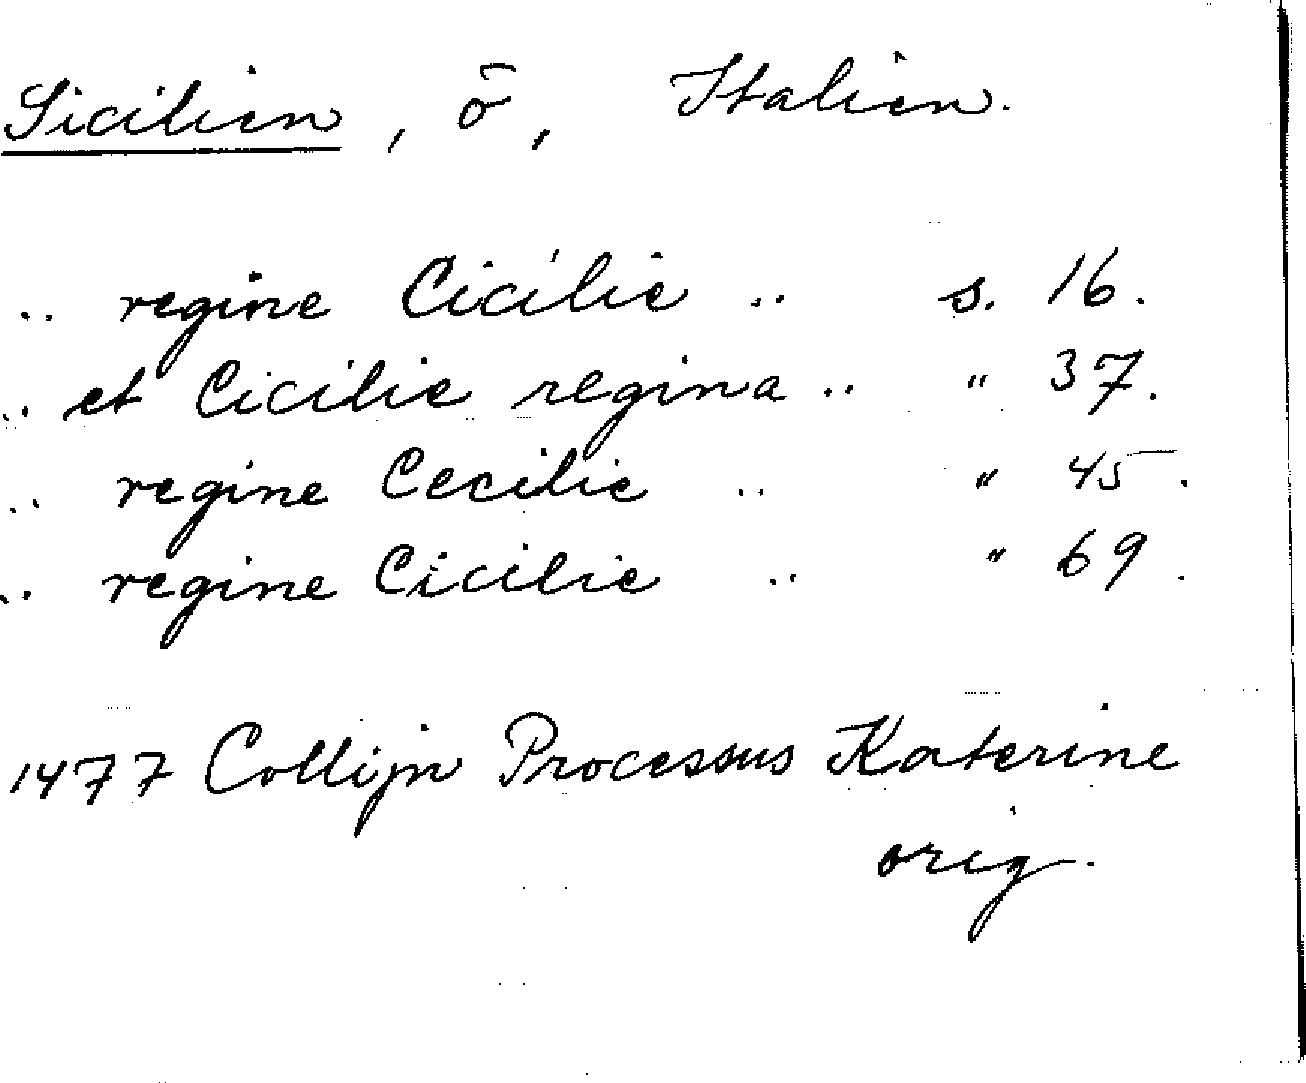 Sicilien, ö, Italien.
.. regine Cicilie .. s. 16.
.. et Cicilie regina .. " 37.
.. regine Cecilie .. " 45.
.. regine Cicilie .. " 69.
1477 Collijn Processus Katerine
orig.